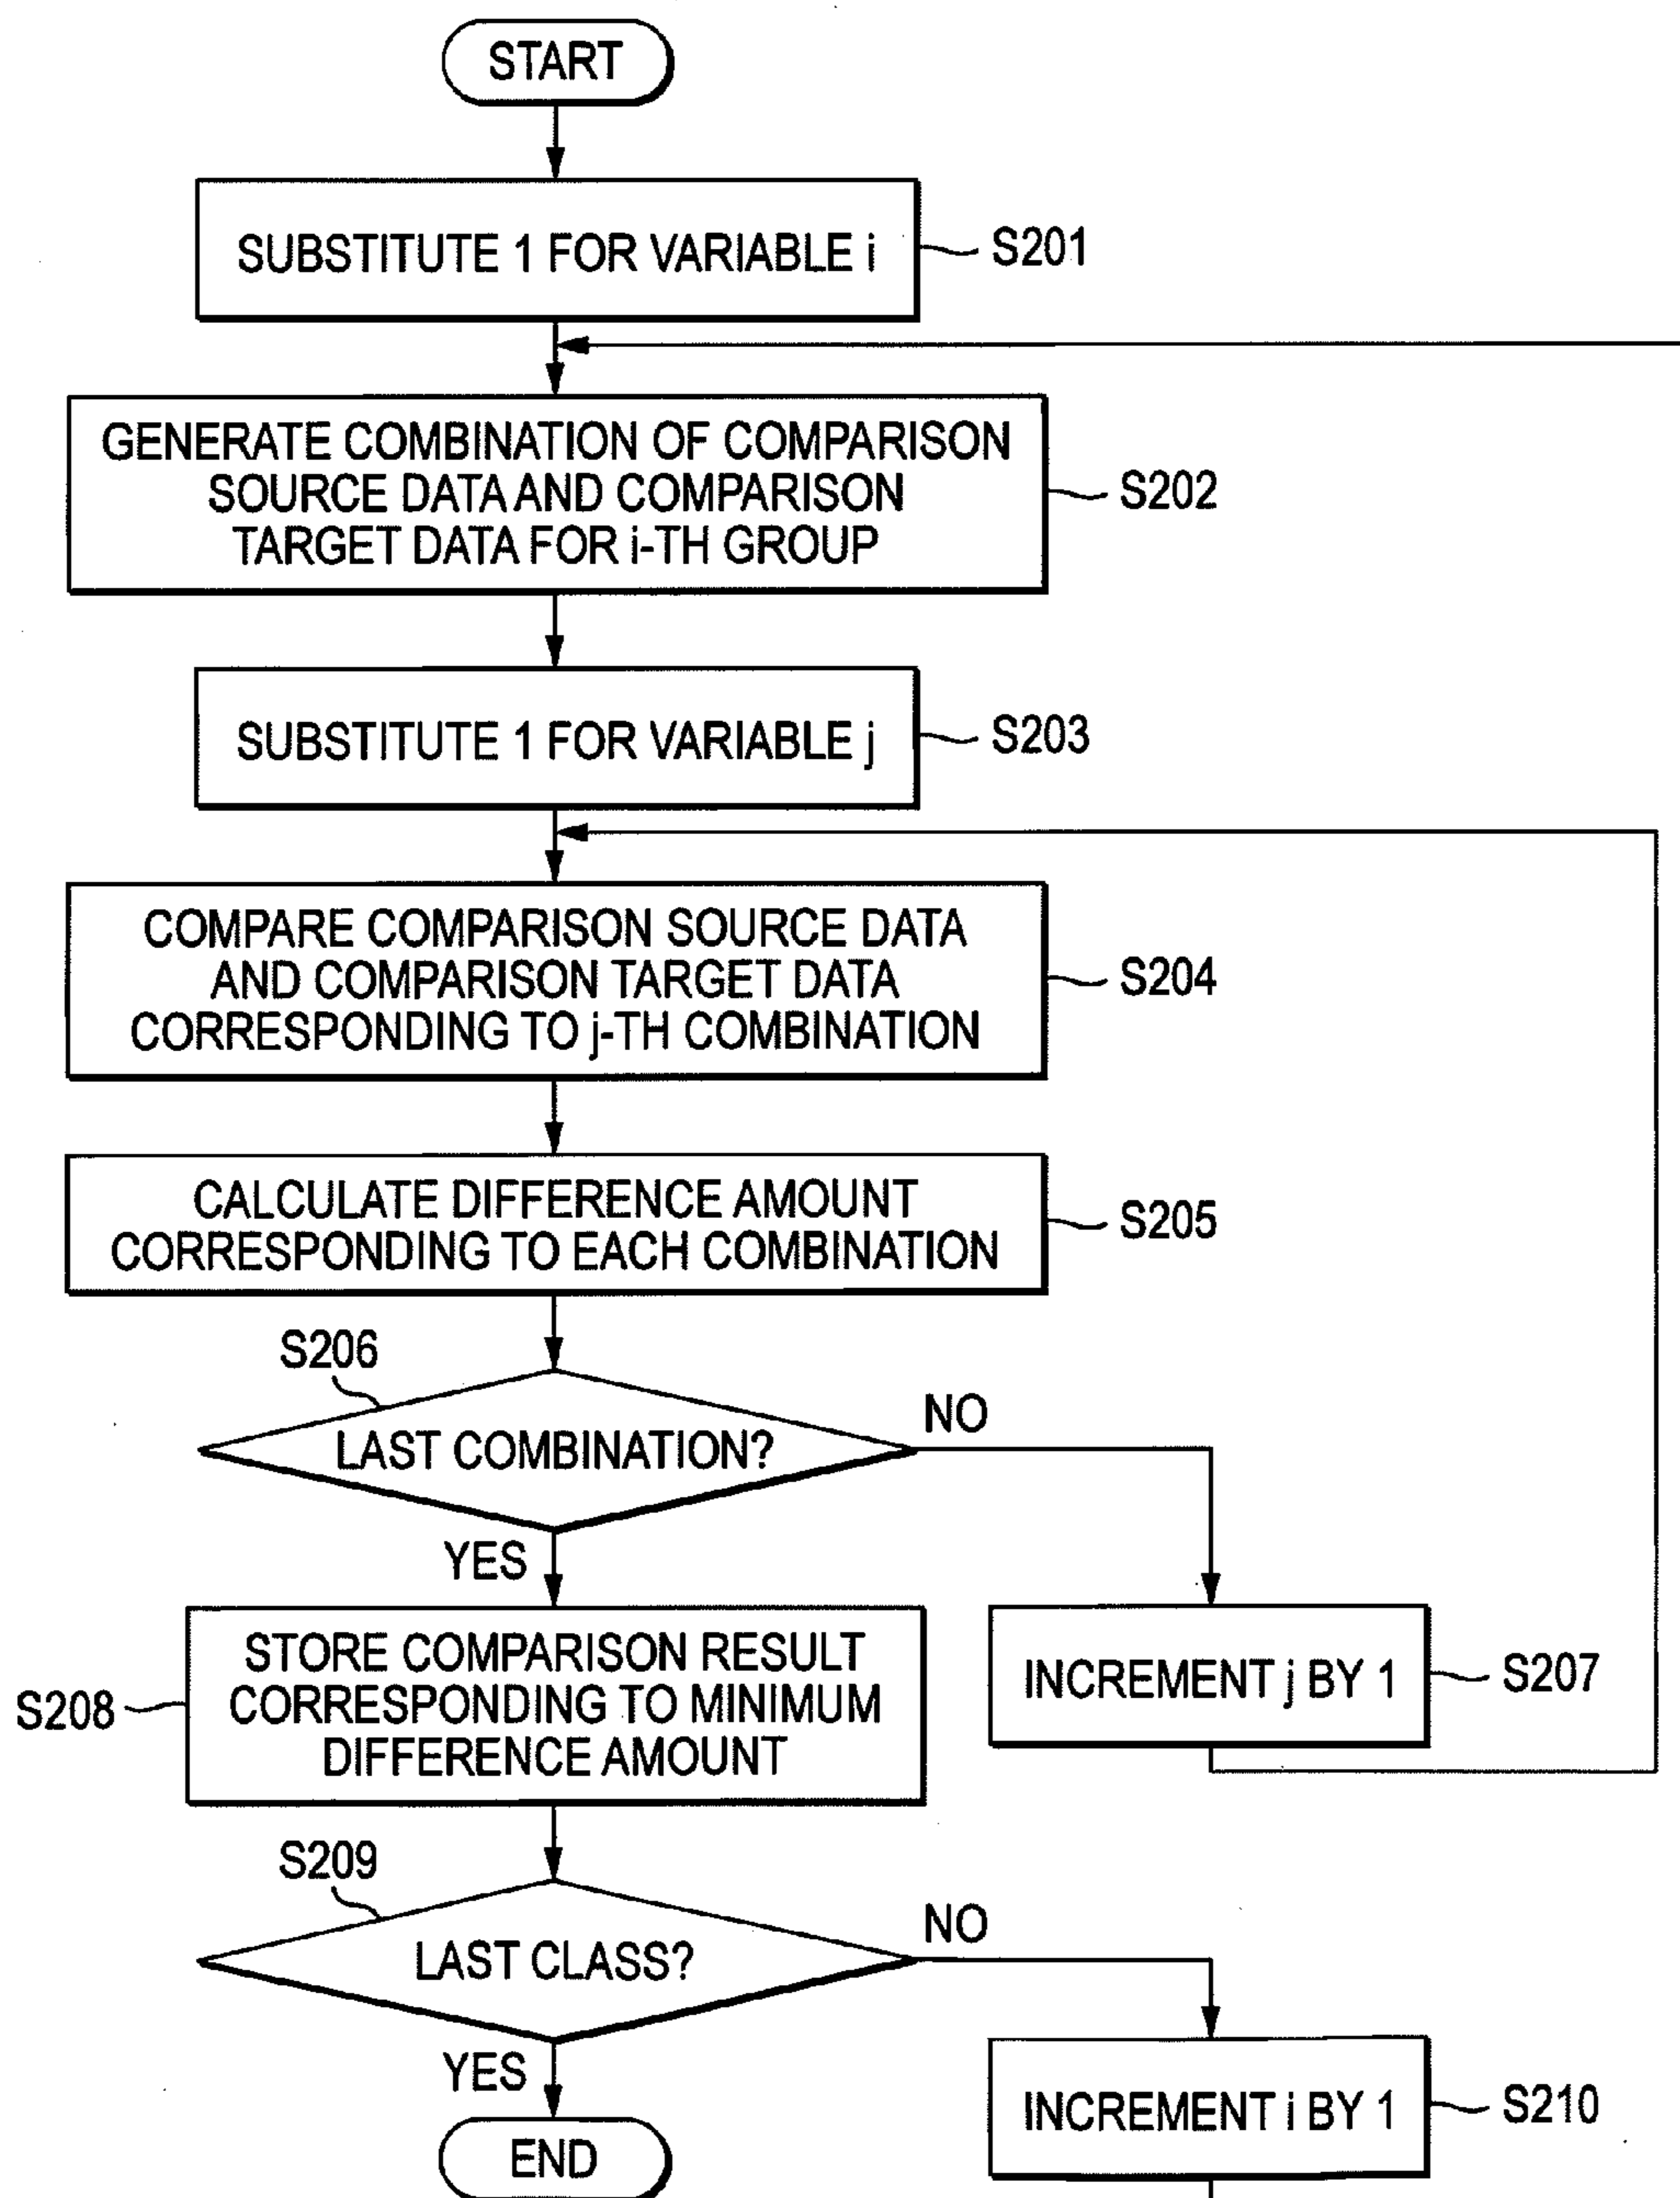 START
SUBSTITUTE 1 FOR VARIABLE i
S201
GENERATE COMBINATION OF COMPARISON
SOURCE DATA AND COMPARISON
TARGET DATA FOR i-TH GROUP
S202
SUBSTITUTE 1 FOR VARIABLE j
S203
COMPARE COMPARISON SOURCE DATA
AND COMPARISON TARGET DATA
CORRESPONDING TO j-TH COMBINATION
S204
CALCULATE DIFFERENCE AMOUNT
CORRESPONDING TO EACH COMBINATION
S205
S206
LAST COMBINATION?
NO
YES
STORE COMPARISON RESULT
CORRESPONDING TO MINIMUM
DIFFERENCE AMOUNT
S208
INCREMENT j BY 1
S207
S209
LAST CLASS?
NO
YES
INCREMENT i BY 1
S210
END